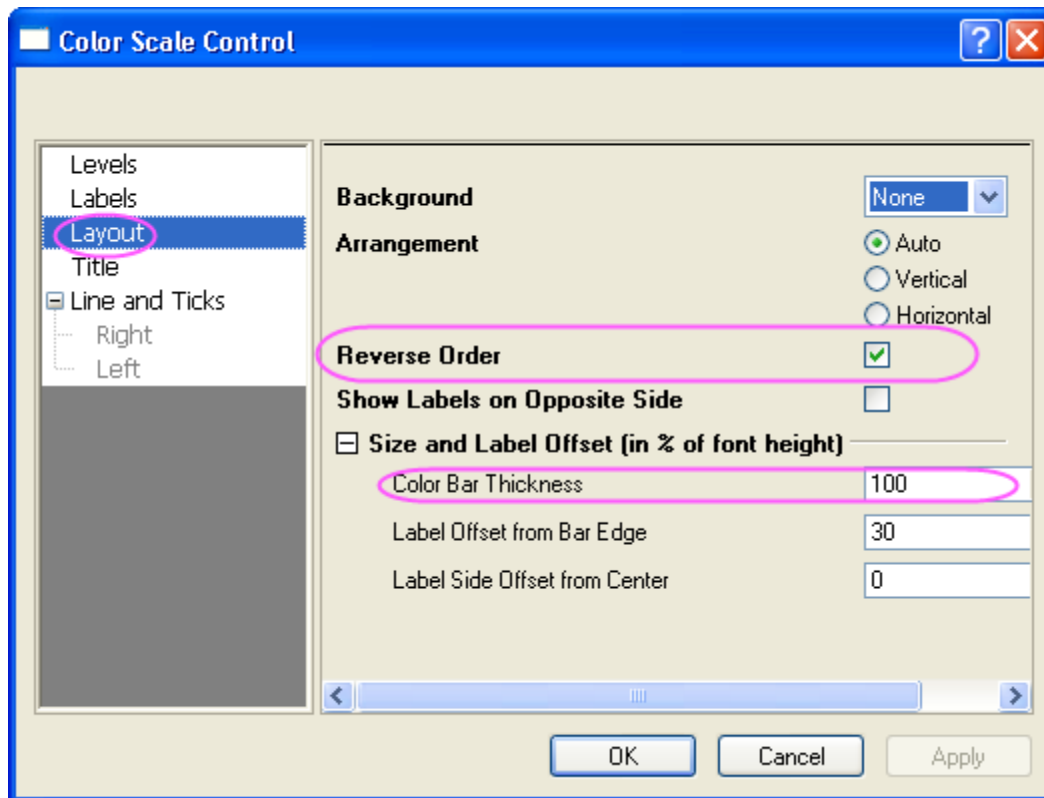 Color Scale Control
Levels
Labels
Layout
Title
Line and Ticks
Right
Left
Background None
Arrangement Auto
Vertical
Horizontal
Reverse Order
Show Labels on Opposite Side
Size and Label Offset (in % of font height)
Color Bar Thickness 100
Label Offset from Bar Edge 30
Label Side Offset from Center 0
OK Cancel Apply